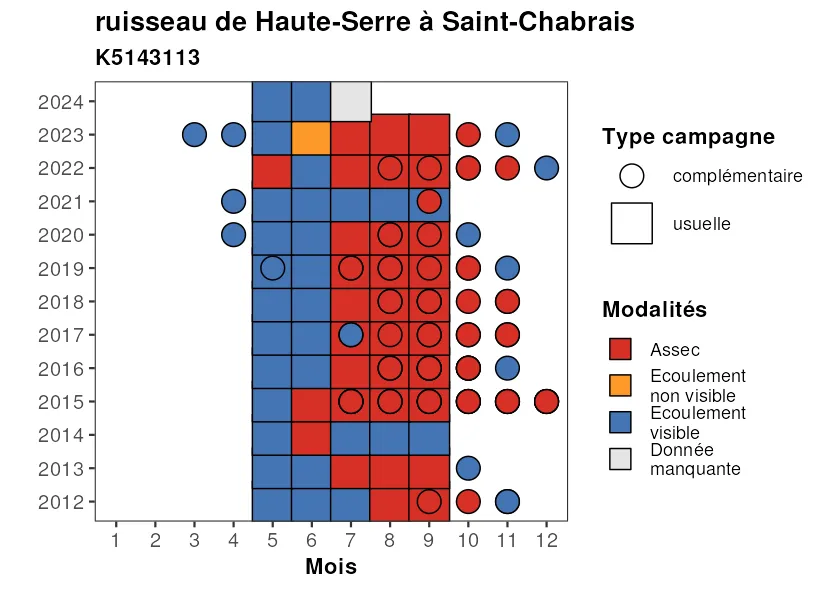 ruisseau de Haute-Serre à Saint-Chabrais
K5143113
2024
2023
2022
2021
2020
2019
2018
2017
2016
2015
2014
2013
2012
1 2 3 4 5 6 7 8 9 10 11 12
Mois
Type campagne
complémentaire
usuelle
Modalités
Assec
Ecoulement
non visible
Ecoulement
visible
Donnée
manquante